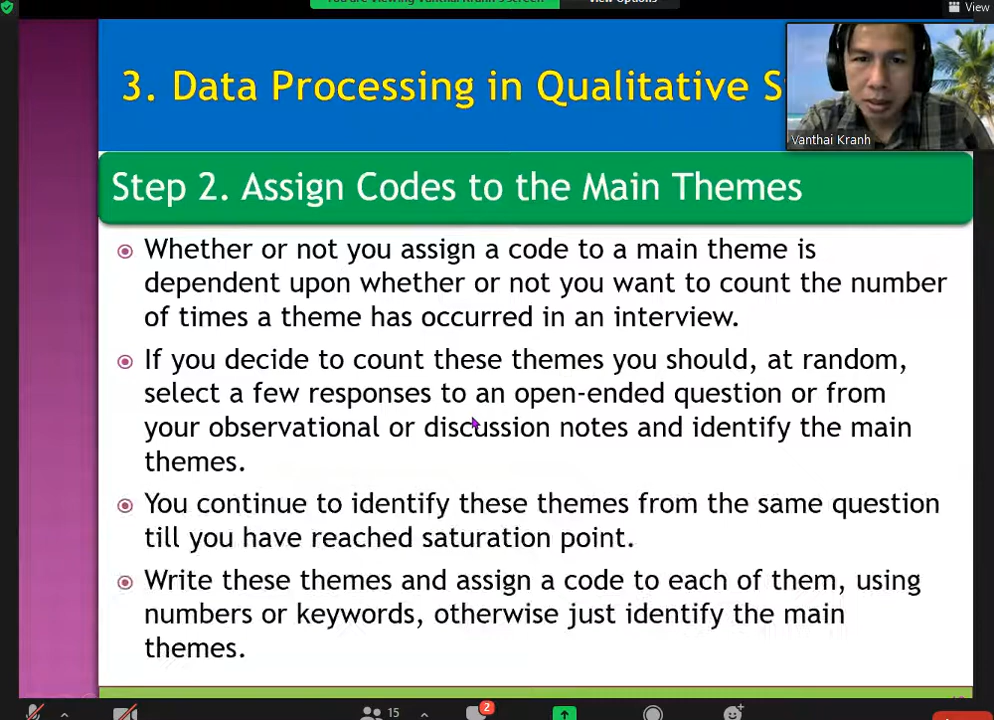 View
3. Data Processing in Qualitative S
Vanthai Kranh
Step 2. Assign Codes to the Main Themes
Whether or not you assign a code to a main theme is
dependent upon whether or not you want to count the number
of times a theme has occurred in an interview.
If you decide to count these themes you should, at random,
select a few responses to an open-ended question or from
your observational or discussion notes and identify the main
themes.
You continue to identify these themes from the same question
till you have reached saturation point.
Write these themes and assign a code to each of them, using
numbers or keywords, otherwise just identify the main
themes.
15
2